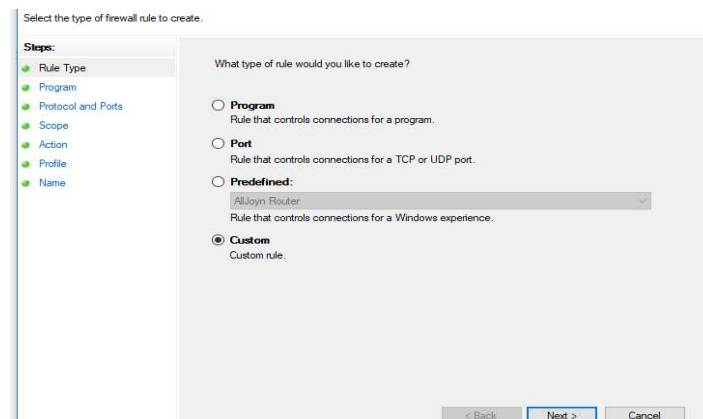 Select the type of firewall rule to create.
Steps:
Rule Type
Program
Protocol and Ports
Scope
Action
Profile
Name
What type of rule would you like to create?
Program
Rule that controls connections for a program.
Port
Rule that controls connections for a TCP or UDP port.
Predefined:
AllJoyn Router
Rule that controls connections for a Windows experience.
Custom
Custom rule.
< Back
Next >
Cancel